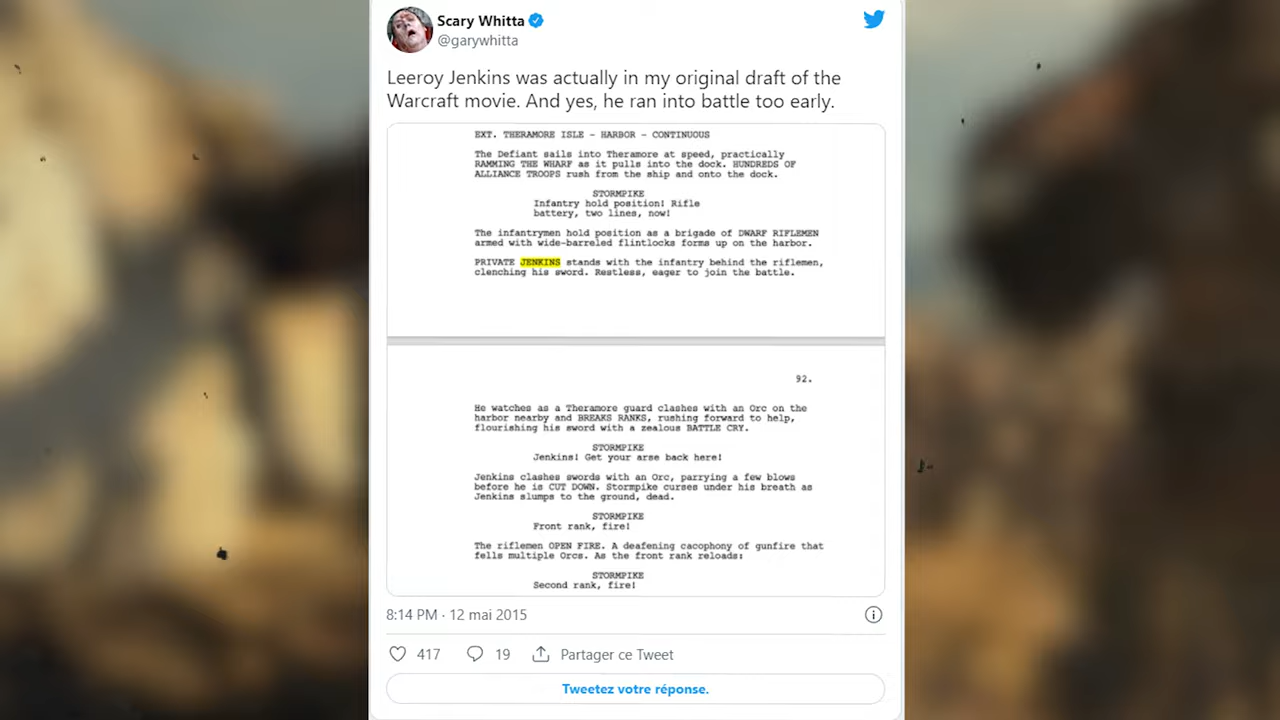 Scary Whitta
@garywhitta
Leeroy Jenkins was actually in my original draft of the
Warcraft movie. And yes, he ran into battle too early.
EXT. THERAMORE ISLE – HARBOR – CONTINUOUS
The Defiant sails into Theramore at speed, practically
RAMMING THE WHARF as it pulls into the dock. HUNDREDS OF
ALLIANCE TROOPS rush from the ship and onto the dock.
STORMPIKE
Infantry hold position! Rifle
battery, two lines, now!
The infantrymen hold position as a brigade of DWARF RIFLEMEN
armed with wide-barreled flintlocks forms up on the harbor.
PRIVATE JENKINS stands with the infantry behind the riflemen,
clenching his sword. Restless, eager to join the battle.
92.
He watches as a Theramore guard clashes with an Orc on the
harbor nearby and BREAKS RANKS, rushing forward to help,
flourishing his sword with a zealous BATTLE CRY.
STORMPIKE
Jenkins! Get your arse back here!
Jenkins clashes swords with an Orc, parrying a few blows
before he is CUT DOWN. Stormpike curses under his breath as
Jenkins slumps to the ground, dead.
STORMPIKE
Front rank, fire!
The riflemen OPEN FIRE. A deafening cacophony of gunfire that
fells multiple Orcs. As the front rank reloads:
STORMPIKE
Second rank, fire!
8:14 PM · 12 mai 2015
417 19 Partager ce Tweet
Tweetez votre réponse.